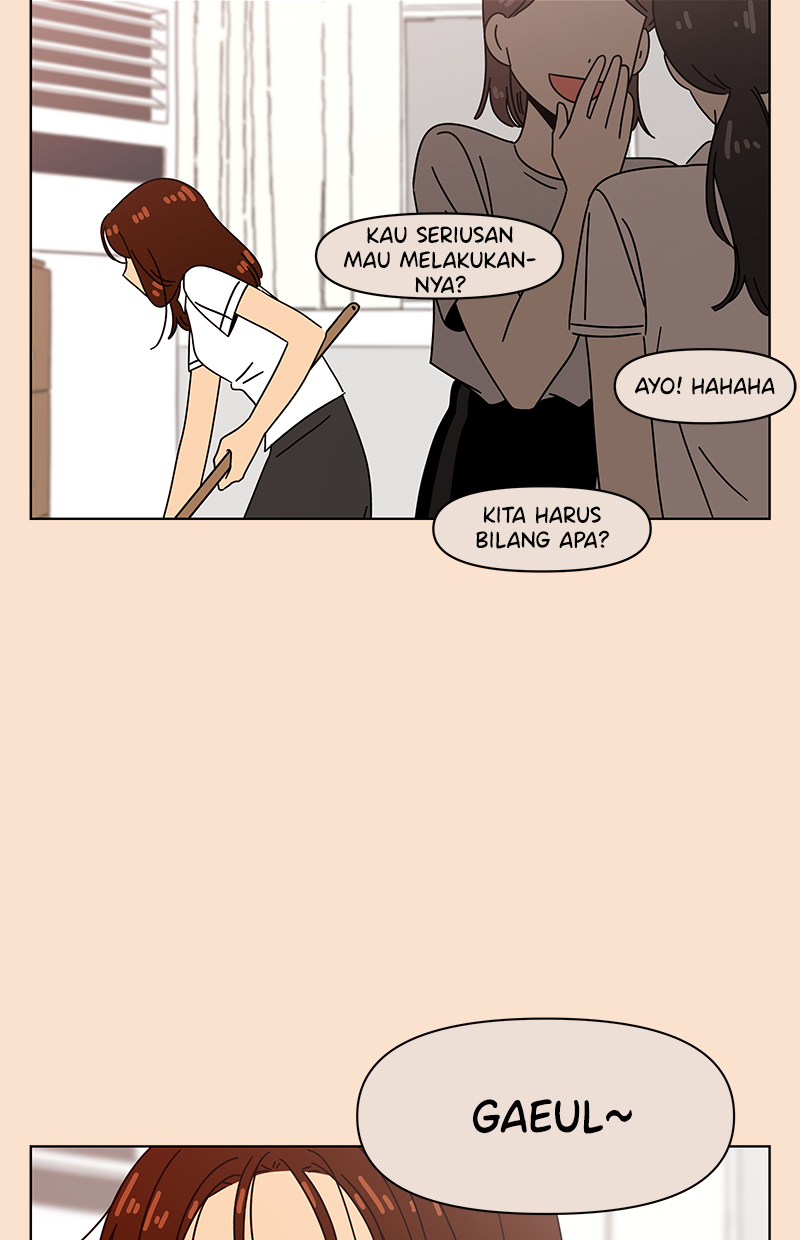 KAU SERIUSAN
MAU MELAKUKAN-
NYA?
AYO! HAHAHA
KITA HARUS
BILANG APA?
GAEUL~